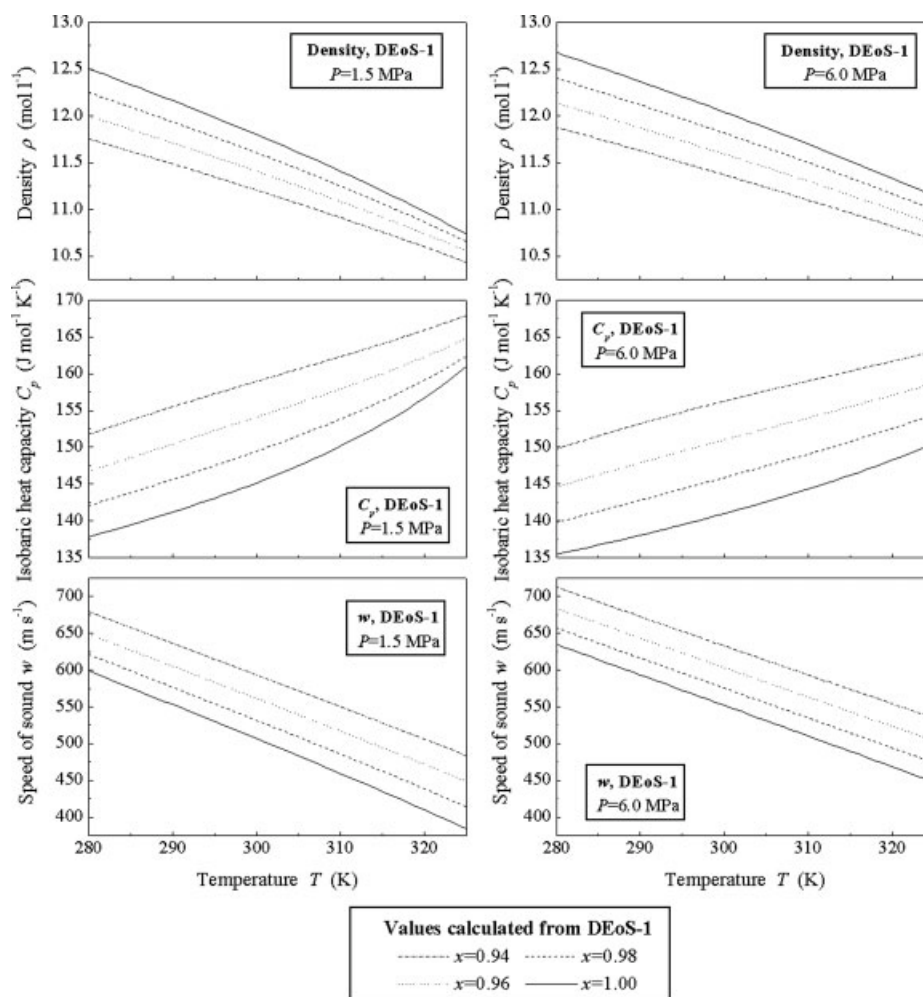 13.0
12.5
12.0
11.5
11.0
10.5
Density ρ (mol l⁻¹)
Density, DEoS-1
P=1.5 MPa
13.0
12.5
12.0
11.5
11.0
10.5
Density ρ (mol l⁻¹)
Density, DEoS-1
P=6.0 MPa
170
165
160
155
150
145
140
135
Isobaric heat capacity Cₚ (J mol⁻¹ K⁻¹)
Cₚ, DEoS-1
P=1.5 MPa
170
165
160
155
150
145
140
135
Isobaric heat capacity Cₚ (J mol⁻¹ K⁻¹)
Cₚ, DEoS-1
P=6.0 MPa
700
650
600
550
500
450
400
Speed of sound w (m s⁻¹)
w, DEoS-1
P=1.5 MPa
280 290 300 310 320
Temperature T (K)
700
650
600
550
500
450
400
Speed of sound w (m s⁻¹)
w, DEoS-1
P=6.0 MPa
280 290 300 310 320
Temperature T (K)
Values calculated from DEoS-1
x=0.94 x=0.98
x=0.96 x=1.00